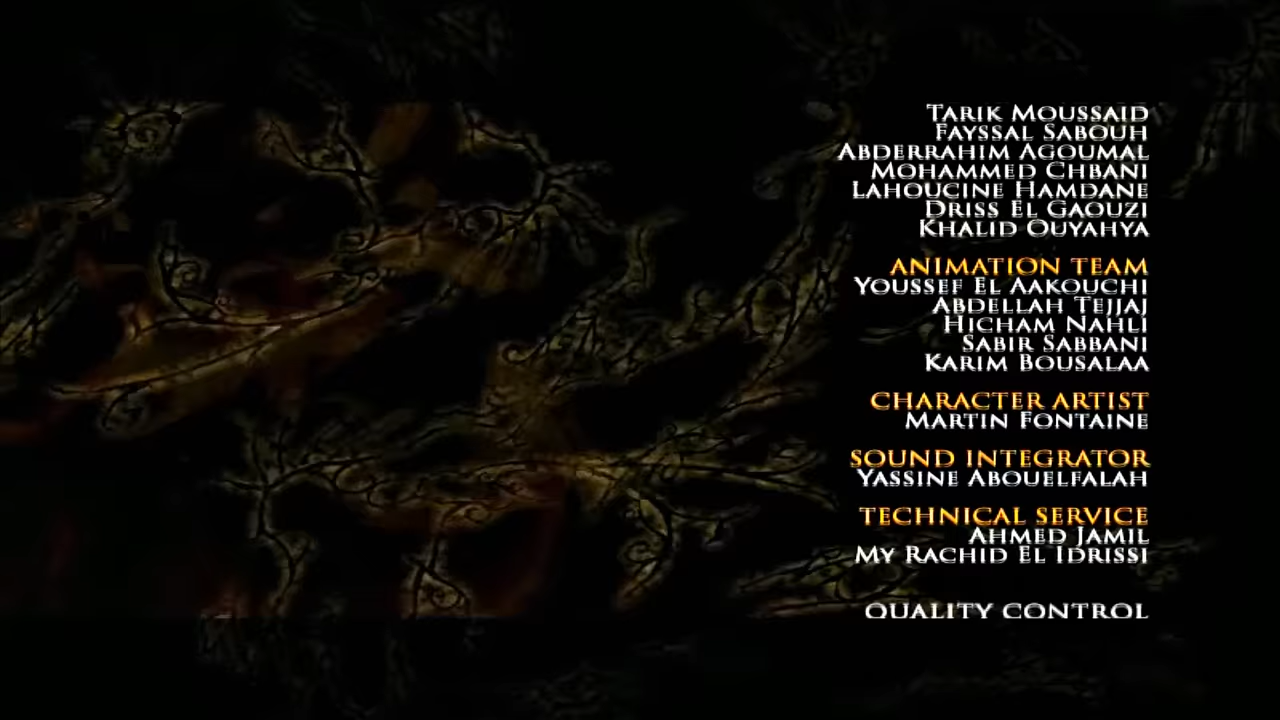 Tarik Moussaid
Fayssal Sabouh
Abderrahim Agoumal
Mohammed Chbani
Lahoucine Hamdane
Driss El Gaouzi
Khalid Ouyahya
ANIMATION TEAM
Youssef El Aakouchi
Abdellah Tejjaj
Hicham Nahli
Sabir Sabbani
Karim Bousalaa
CHARACTER ARTIST
Martin Fontaine
SOUND INTEGRATOR
Yassine Abouelfalah
TECHNICAL SERVICE
Ahmed Jamil
My Rachid El Idrissi
QUALITY CONTROL